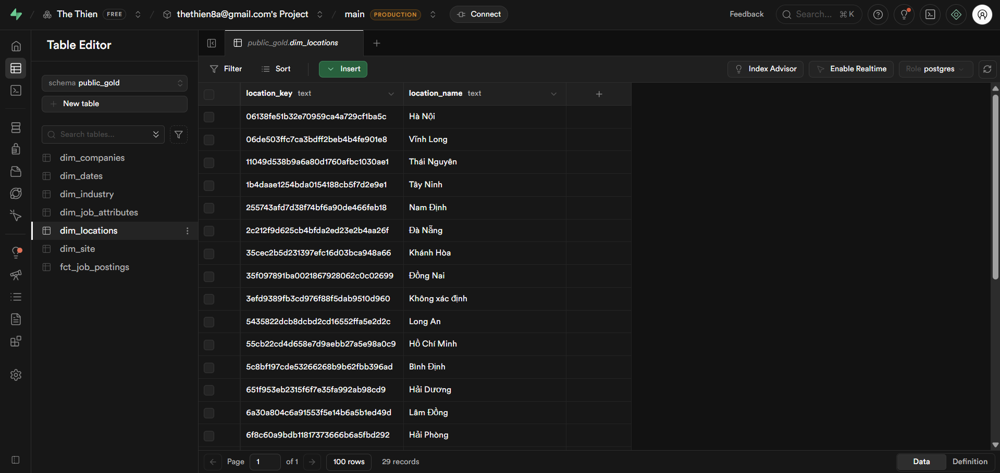 The Thien FREE thethien8a@gmail.com's Project main PRODUCTION Connect Feedback Search... ⌘ K
Table Editor
public_gold.dim_locations
Filter Sort Insert Index Advisor Enable Realtime Role postgres
schema public_gold
New table
Search tables...
dim_companies
dim_dates
dim_industry
dim_job_attributes
dim_locations
dim_site
fct_job_postings
location_key text location_name text
06138fe51b32e70959ca4a729cf1ba5c Hà Nội
06de503ffc7ca3bdff2beb4b4fe901e8 Vĩnh Long
11049d538b9a6a80d1760afbc1030ae1 Thái Nguyên
1b4daae1254bda0154188cb5f7d2e9e1 Tây Ninh
255743afd7d38f74bf6a90de466feb18 Nam Định
2c212f9d625cb4bfda2ed23e2b4aa26f Đà Nẵng
35cec2b5d231397efc16d03bca948a66 Khánh Hòa
35f097891ba0021867928062c0c02699 Đồng Nai
3efd9389fb3cd976f88f5dab9510d960 Không xác định
5435822dcb8dcbd2cd16552ffa5e2d2c Long An
55cb22cd4d658e7d9aebb27a5e98a0c9 Hồ Chí Minh
5c8bf197cde53266268b9b62fbb396ad Bình Định
651f953eb2315f6f7e35fa992ab98cd9 Hải Dương
6a30a804c6a91553f5e14b6a5b1ed49d Lâm Đồng
6f8c60a9bdb11817373666b6a5fbd292 Hải Phòng
Page 1 of 1 100 rows 29 records Data Definition